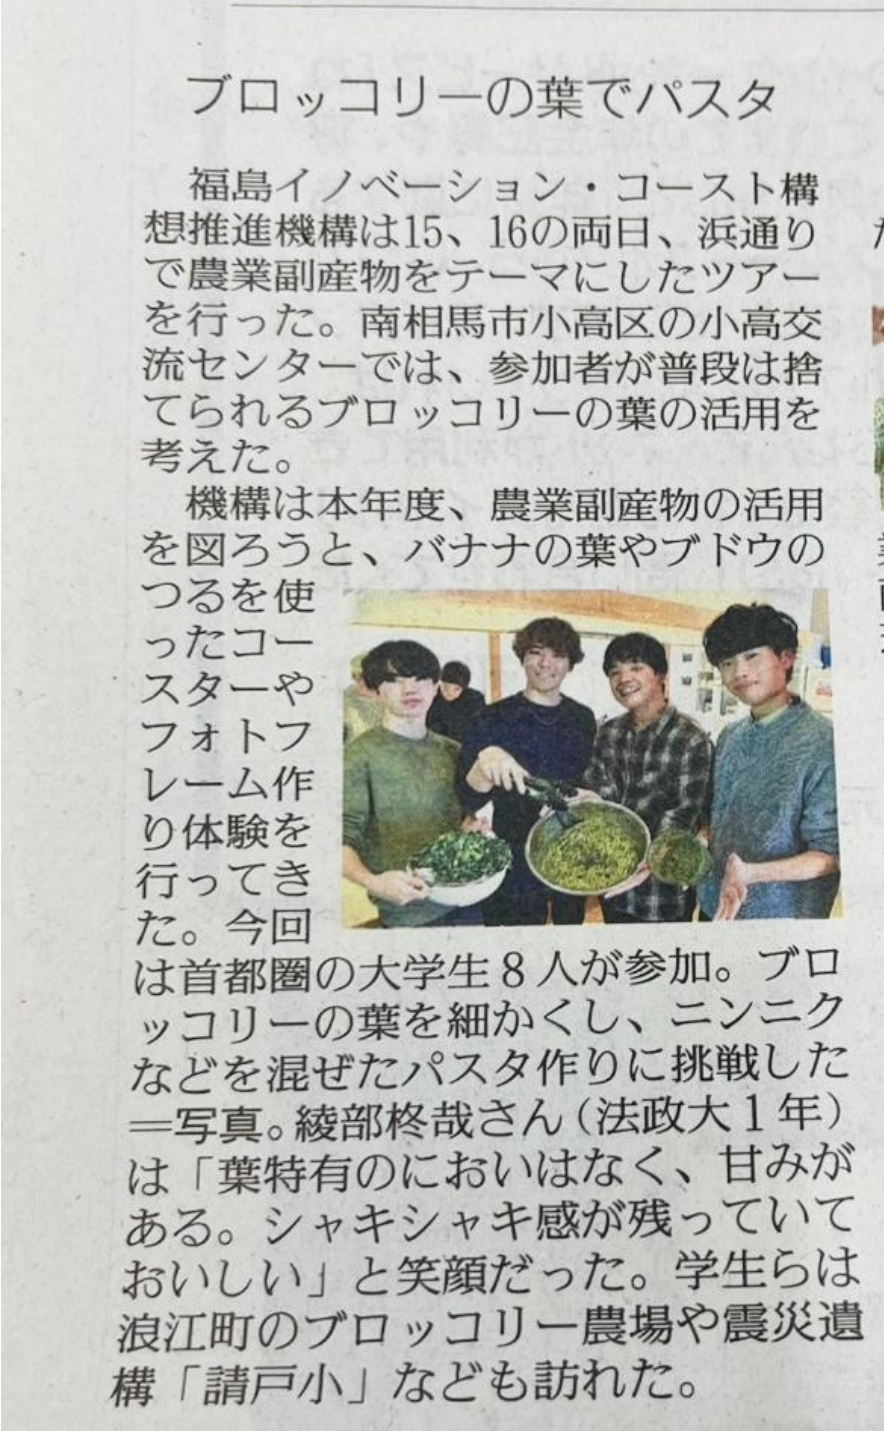 ブロッコリーの葉でパスタ
福島イノベーション・コースト構
想推進機構は15、16の両日、浜通り
で農業副産物をテーマにしたツアー
を行った。南相馬市小高区の小高交
流センターでは、参加者が普段は捨
てられるブロッコリーの葉の活用を
考えた。
機構は本年度、農業副産物の活用
を図ろうと、バナナの葉やブドウの
つるを使
ったコー
スターや
フォトフ
レーム作
り体験を
行ってき
た。今回
は首都圏の大学生8人が参加。ブロ
ッコリーの葉を細かくし、ニンニク
などを混ぜたパスタ作りに挑戦した
=写真。綾部柊哉さん(法政大1年)
は「葉特有のにおいはなく、甘みが
ある。シャキシャキ感が残っていて
おいしい」と笑顔だった。学生らは
浪江町のブロッコリー農場や震災遺
構「請戸小」なども訪れた。